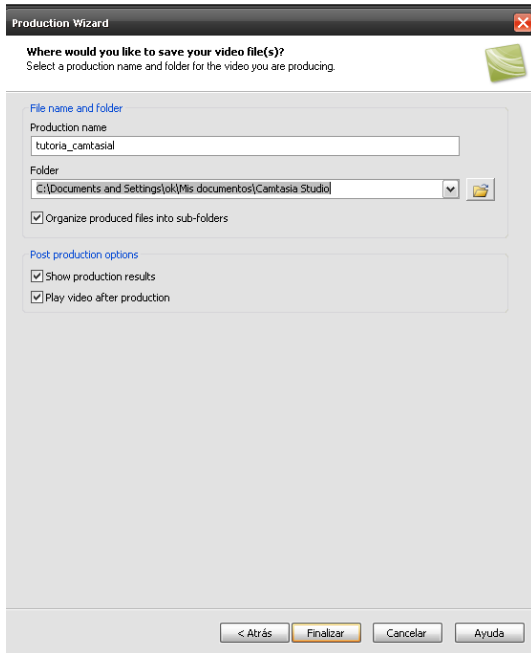 Production Wizard
Where would you like to save your video file(s)?
Select a production name and folder for the video you are producing.
File name and folder
Production name
tutoria_camtasial
Folder
C:\Documents and Settings\ok\Mis documentos\Camtasia Studio
Organize produced files into sub-folders
Post production options
Show production results
Play video after production
< Atrás Finalizar Cancelar Ayuda